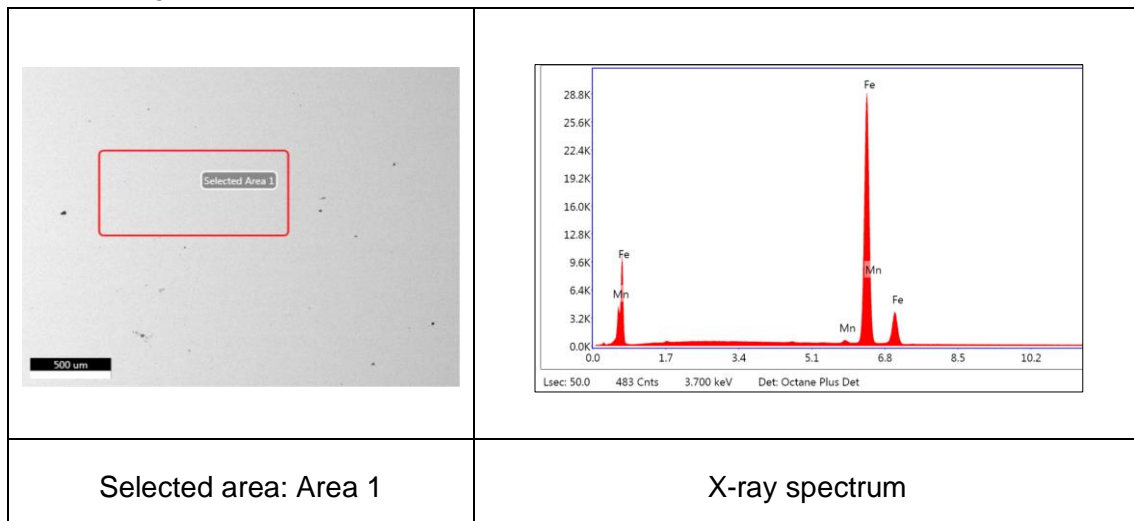 Selected Area 1
500 um
Fe
28.8K
25.6K
22.4K
19.2K
16.0K
12.8K
9.6K
6.4K
3.2K
0.0K
Fe
Mn
Mn
Fe
Mn
0.0 1.7 3.4 5.1 6.8 8.5 10.2
Lsec: 50.0 483 Cnts 3.700 keV Det: Octane Plus Det
Selected area: Area 1
X-ray spectrum